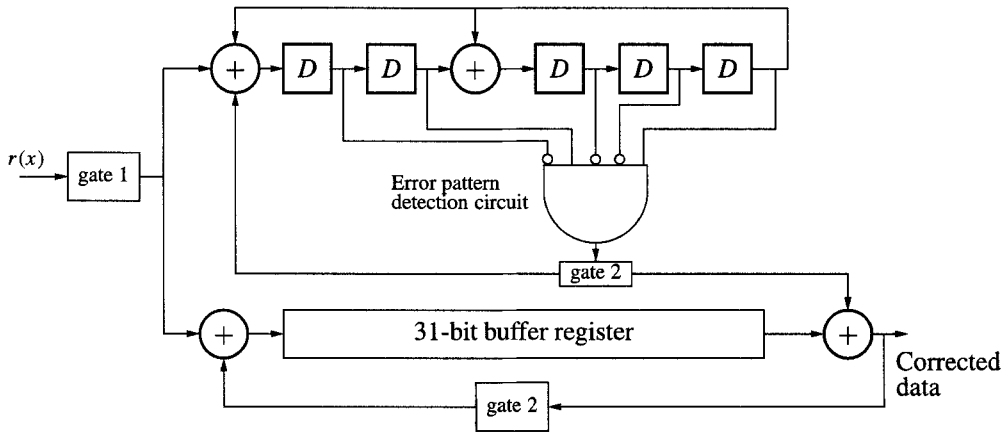 +
D
D
+
D
D
D
r(x)
gate 1
Error pattern
detection circuit
gate 2
+
31-bit buffer register
+
Corrected
data
gate 2